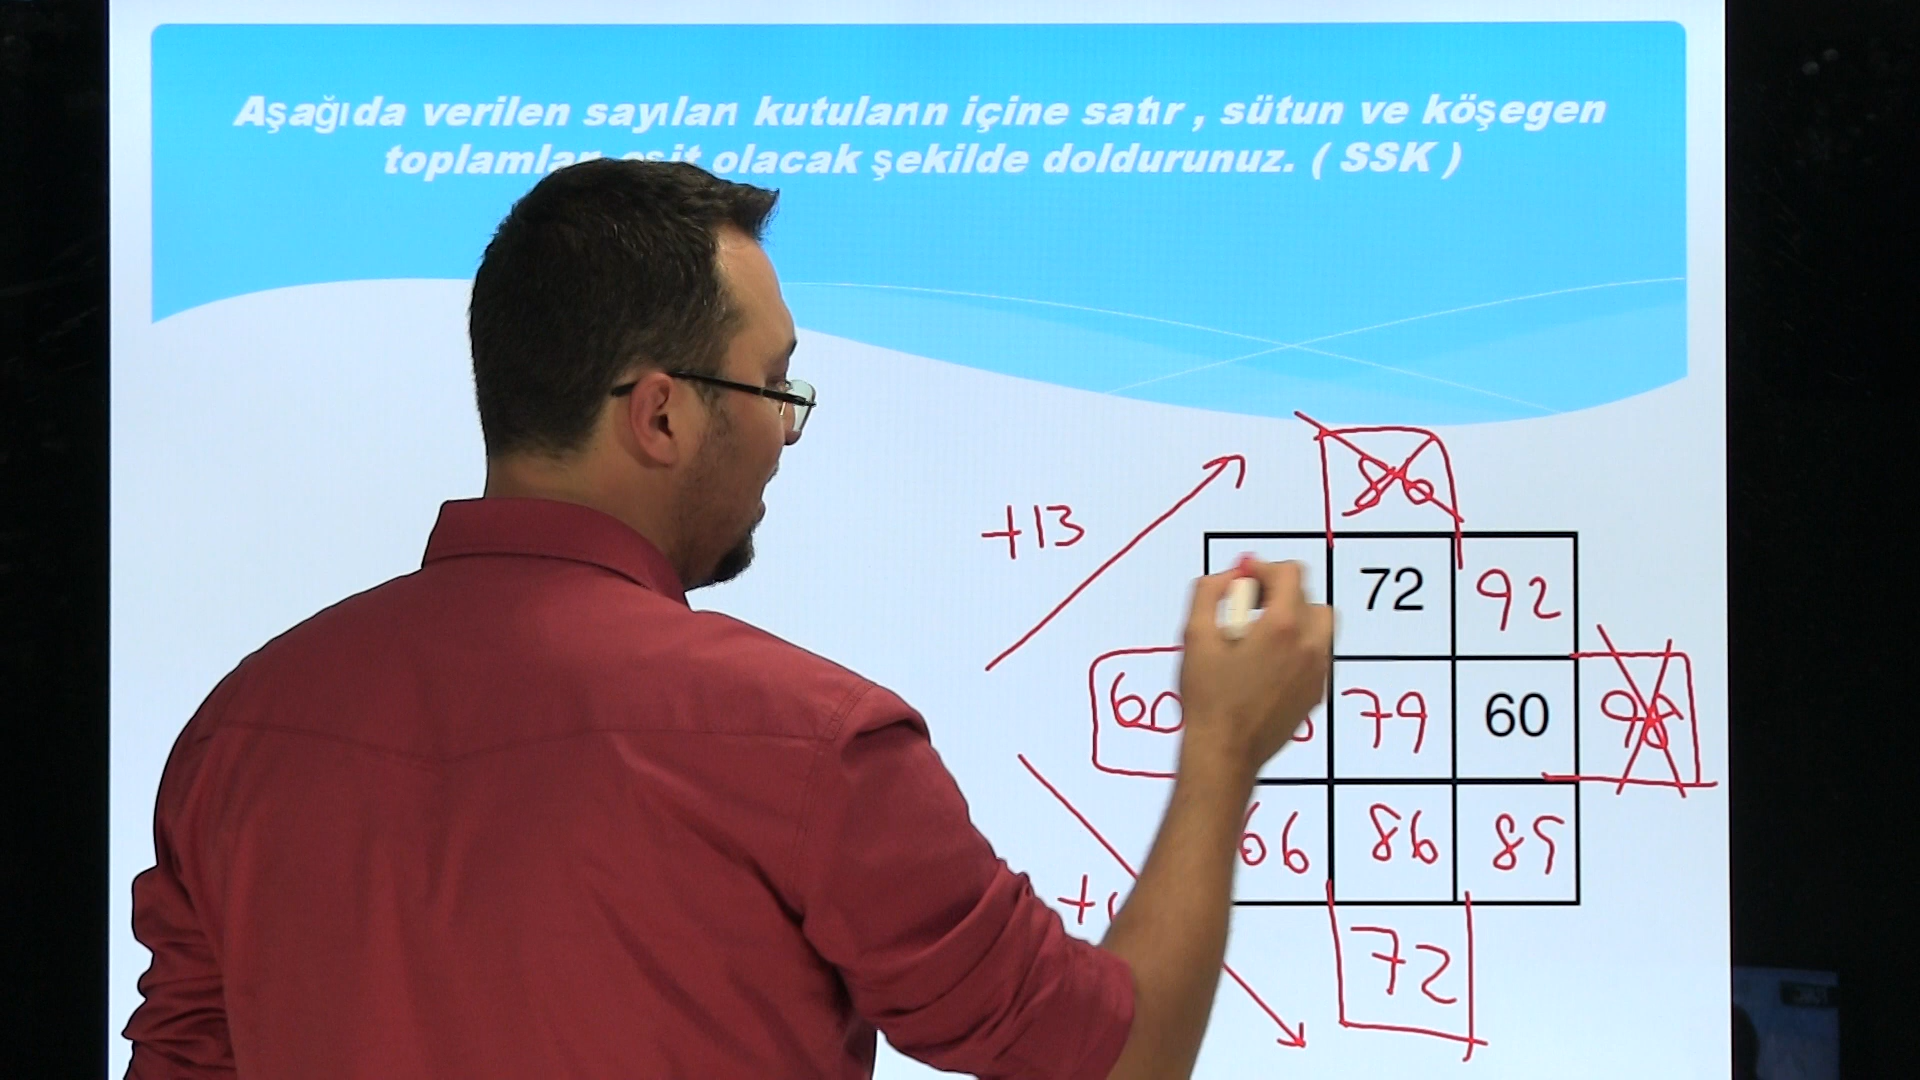 Aşağıda verilen sayıları kutuların içine satır , sütun ve köşegen
olacak şekilde doldurunuz. ( SSK )
86
+13
72 92
60 79 60 98
66 86 85
72